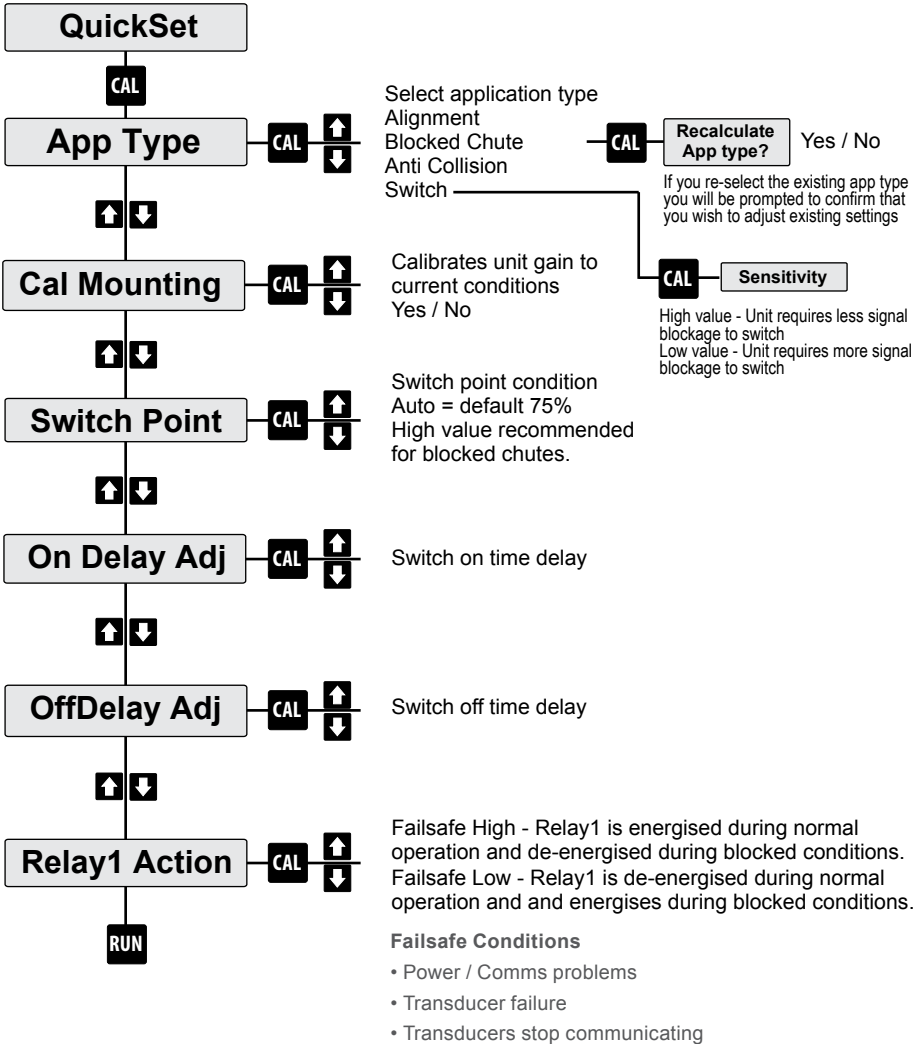 QuickSet
CAL
App Type
CAL
Select application type
Alignment
Blocked Chute
Anti Collision
Switch
CAL
Recalculate
App type?
Yes / No
If you re-select the existing app type
you will be prompted to confirm that
you wish to adjust existing settings
CAL
Sensitivity
High value - Unit requires less signal
blockage to switch
Low value - Unit requires more signal
blockage to switch
Cal Mounting
CAL
Calibrates unit gain to
current conditions
Yes / No
Switch Point
CAL
Switch point condition
Auto = default 75%
High value recommended
for blocked chutes.
On Delay Adj
CAL
Switch on time delay
OffDelay Adj
CAL
Switch off time delay
Relay1 Action
CAL
Failsafe High - Relay1 is energised during normal
operation and de-energised during blocked conditions.
Failsafe Low - Relay1 is de-energised during normal
operation and and energises during blocked conditions.
RUN
Failsafe Conditions
• Power / Comms problems
• Transducer failure
• Transducers stop communicating